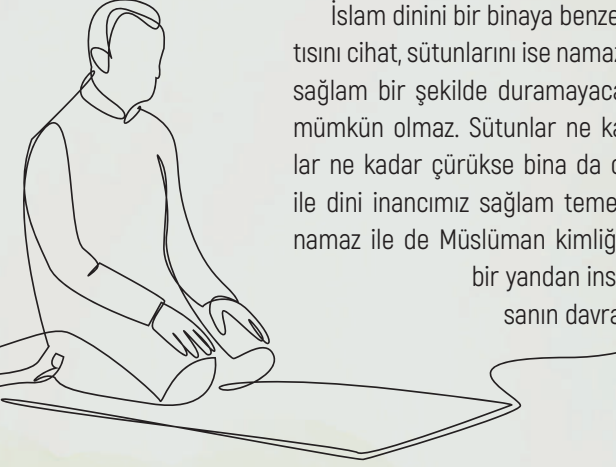 İslam dinini bir binaya benze
tısını cihat, sütunlarını ise namaz
sağlam bir şekilde duramayaca
mümkün olmaz. Sütunlar ne ka
lar ne kadar çürükse bina da o
ile dini inancımız sağlam teme
namaz ile de Müslüman kimliğ
bir yandan ins
sanın davra